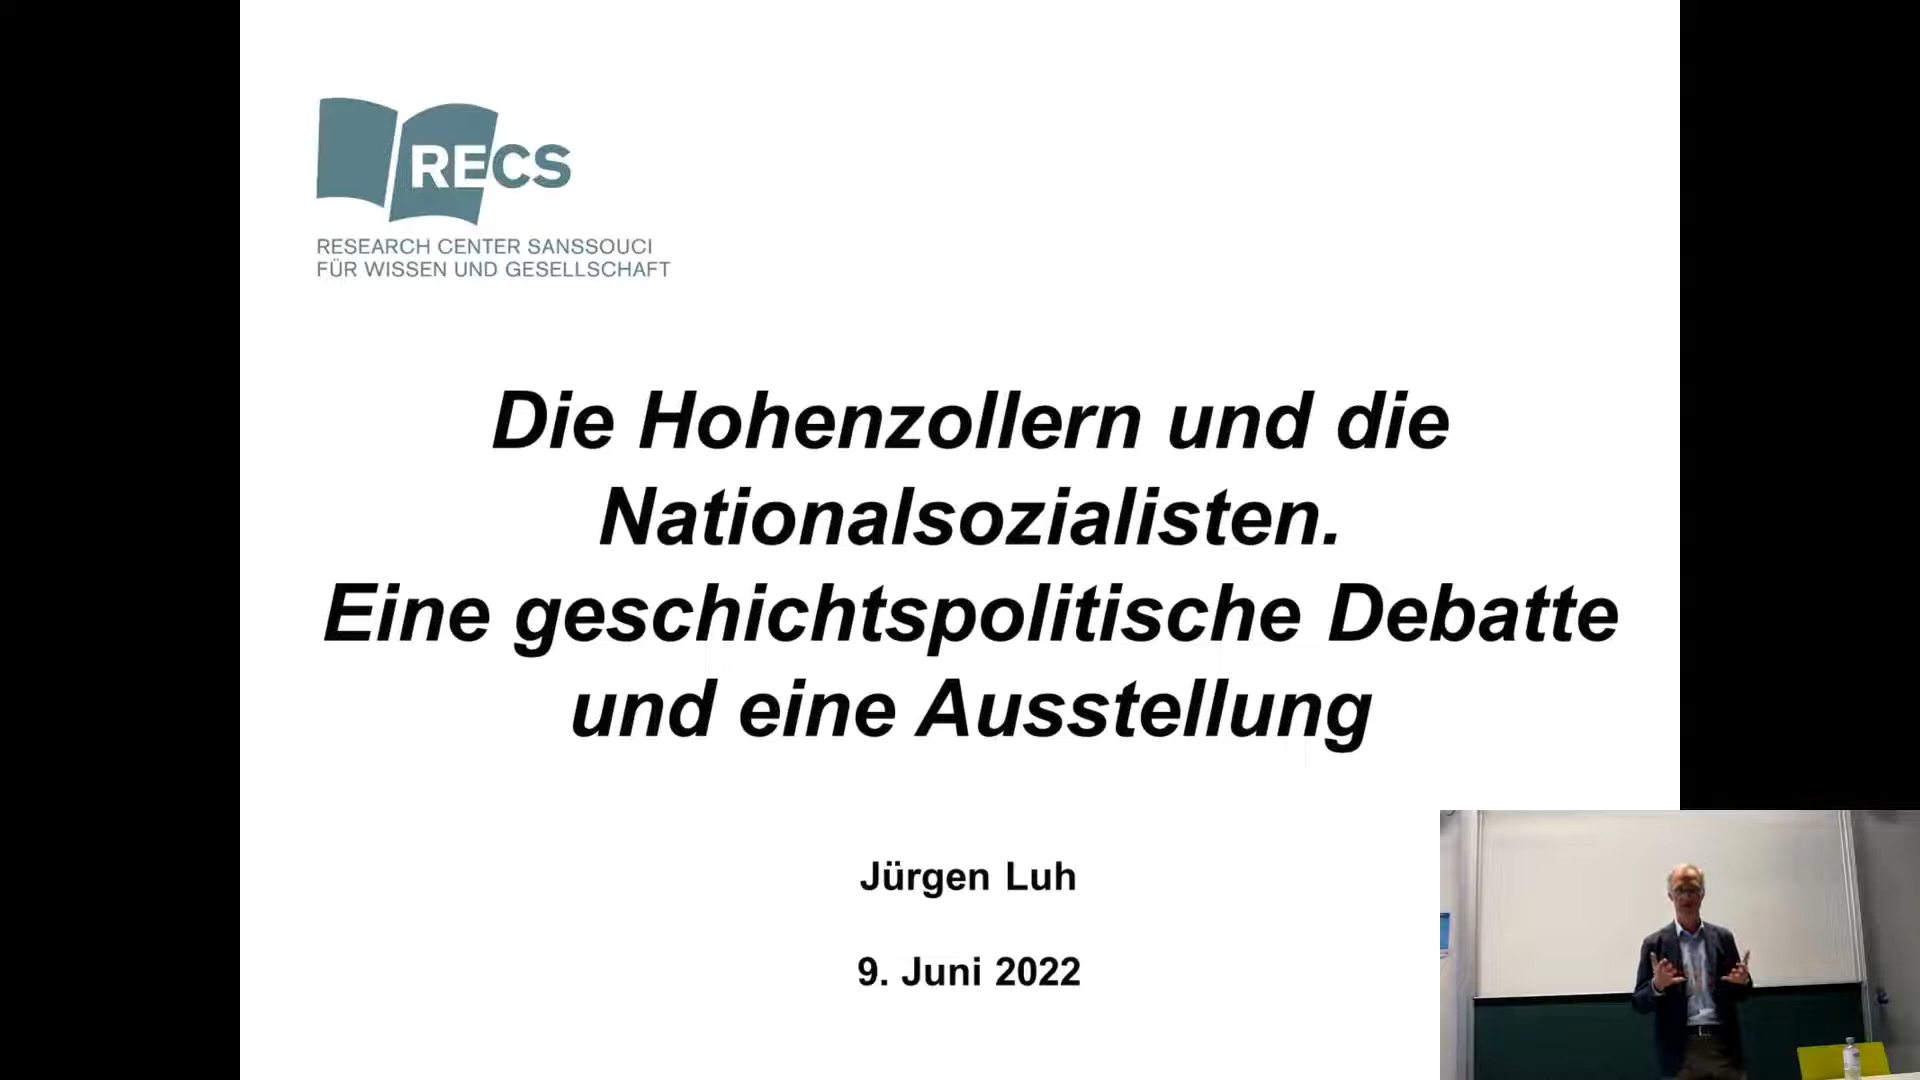 RECS
RESEARCH CENTER SANSSOUCI
FÜR WISSEN UND GESELLSCHAFT
Die Hohenzollern und die
Nationalsozialisten.
Eine geschichtspolitische Debatte
und eine Ausstellung
Jürgen Luh
9. Juni 2022